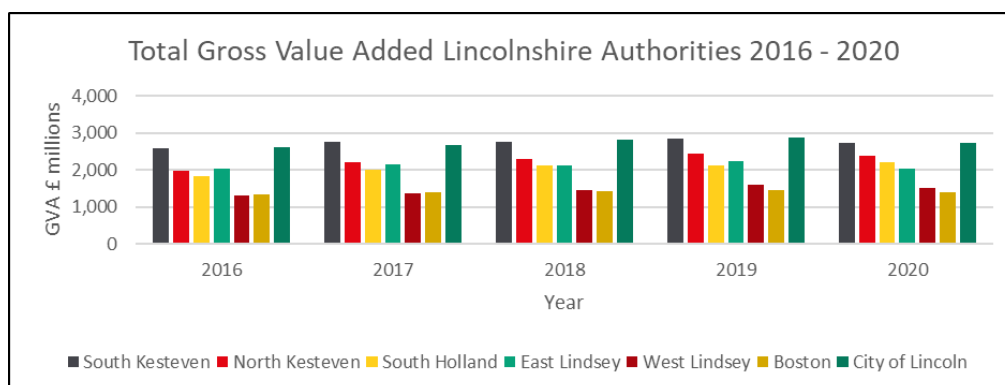 Total Gross Value Added Lincolnshire Authorities 2016 - 2020
GVA £ millions
4,000
3,000
2,000
1,000
0
2016 2017 2018 2019 2020
Year
South Kesteven North Kesteven South Holland East Lindsey West Lindsey Boston City of Lincoln